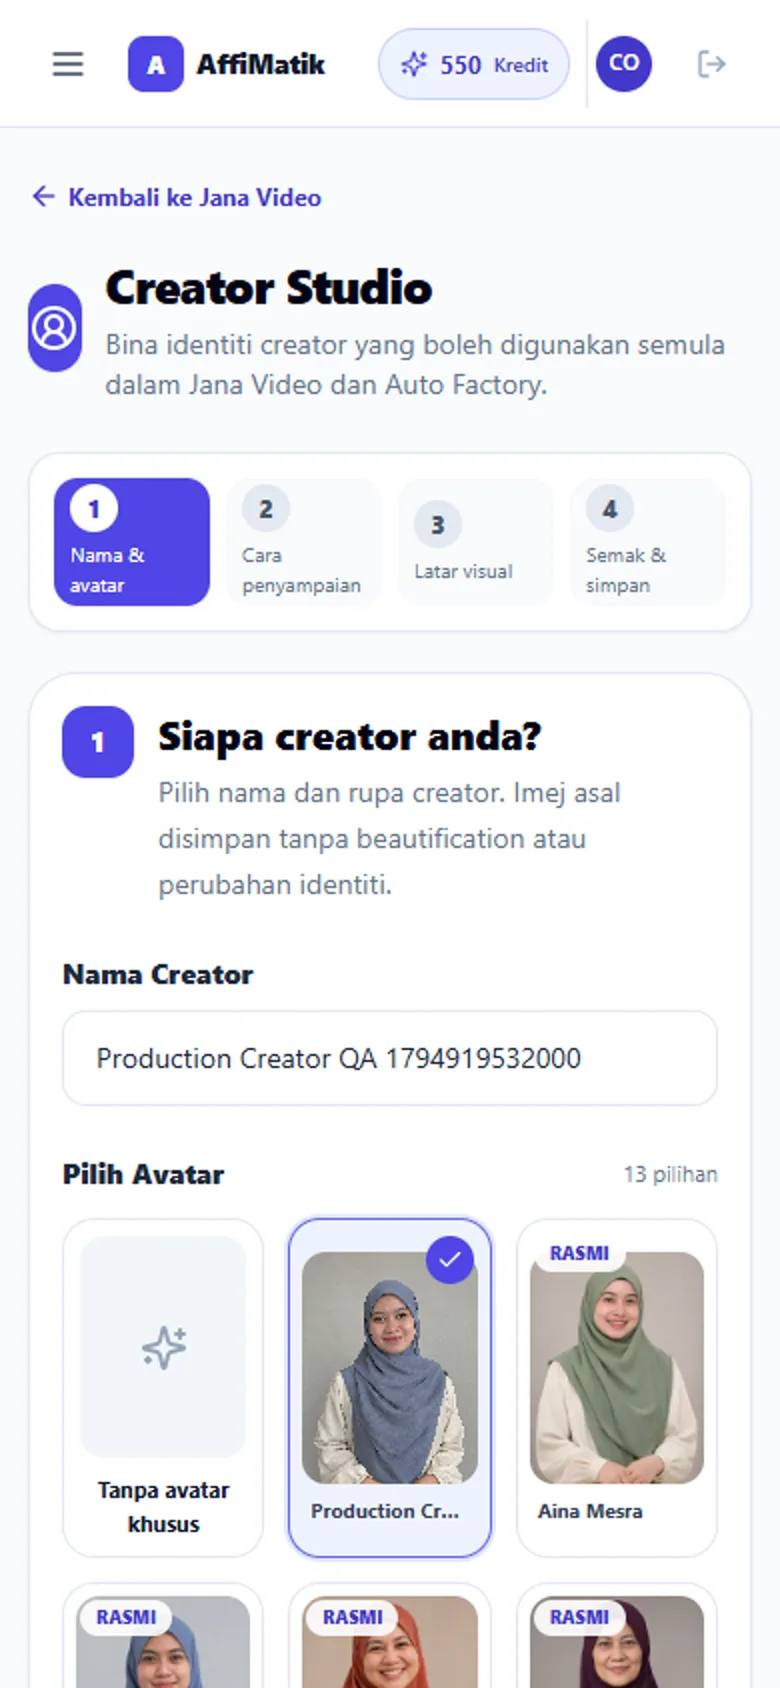 A AffiMatik 550 Kredit CO
Kembali ke Jana Video
Creator Studio
Bina identiti creator yang boleh digunakan semula
dalam Jana Video dan Auto Factory.
1
Nama &
avatar
2
Cara
penyampaian
3
Latar visual
4
Semak &
simpan
1
Siapa creator anda?
Pilih nama dan rupa creator. Imej asal
disimpan tanpa beautification atau
perubahan identiti.
Nama Creator
Production Creator QA 1794919532000
Pilih Avatar 13 pilihan
Tanpa avatar
khusus
Production Cr...
RASMI
Aina Mesra
RASMI
RASMI
RASMI